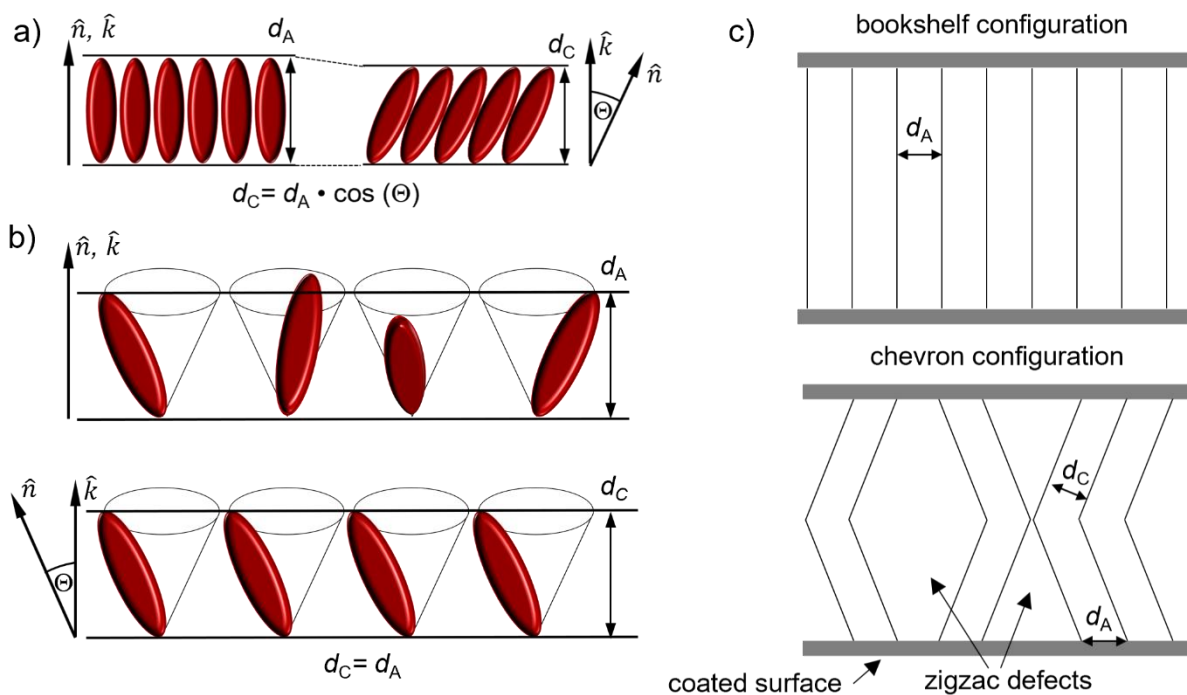 a)
n̂, k̂
d_A
d_C
k̂
n̂
Θ
d_C= d_A • cos (Θ)
b)
n̂, k̂
d_A
n̂
k̂
d_C
Θ
d_C= d_A
c)
bookshelf configuration
d_A
chevron configuration
d_C
d_A
coated surface
zigzac defects